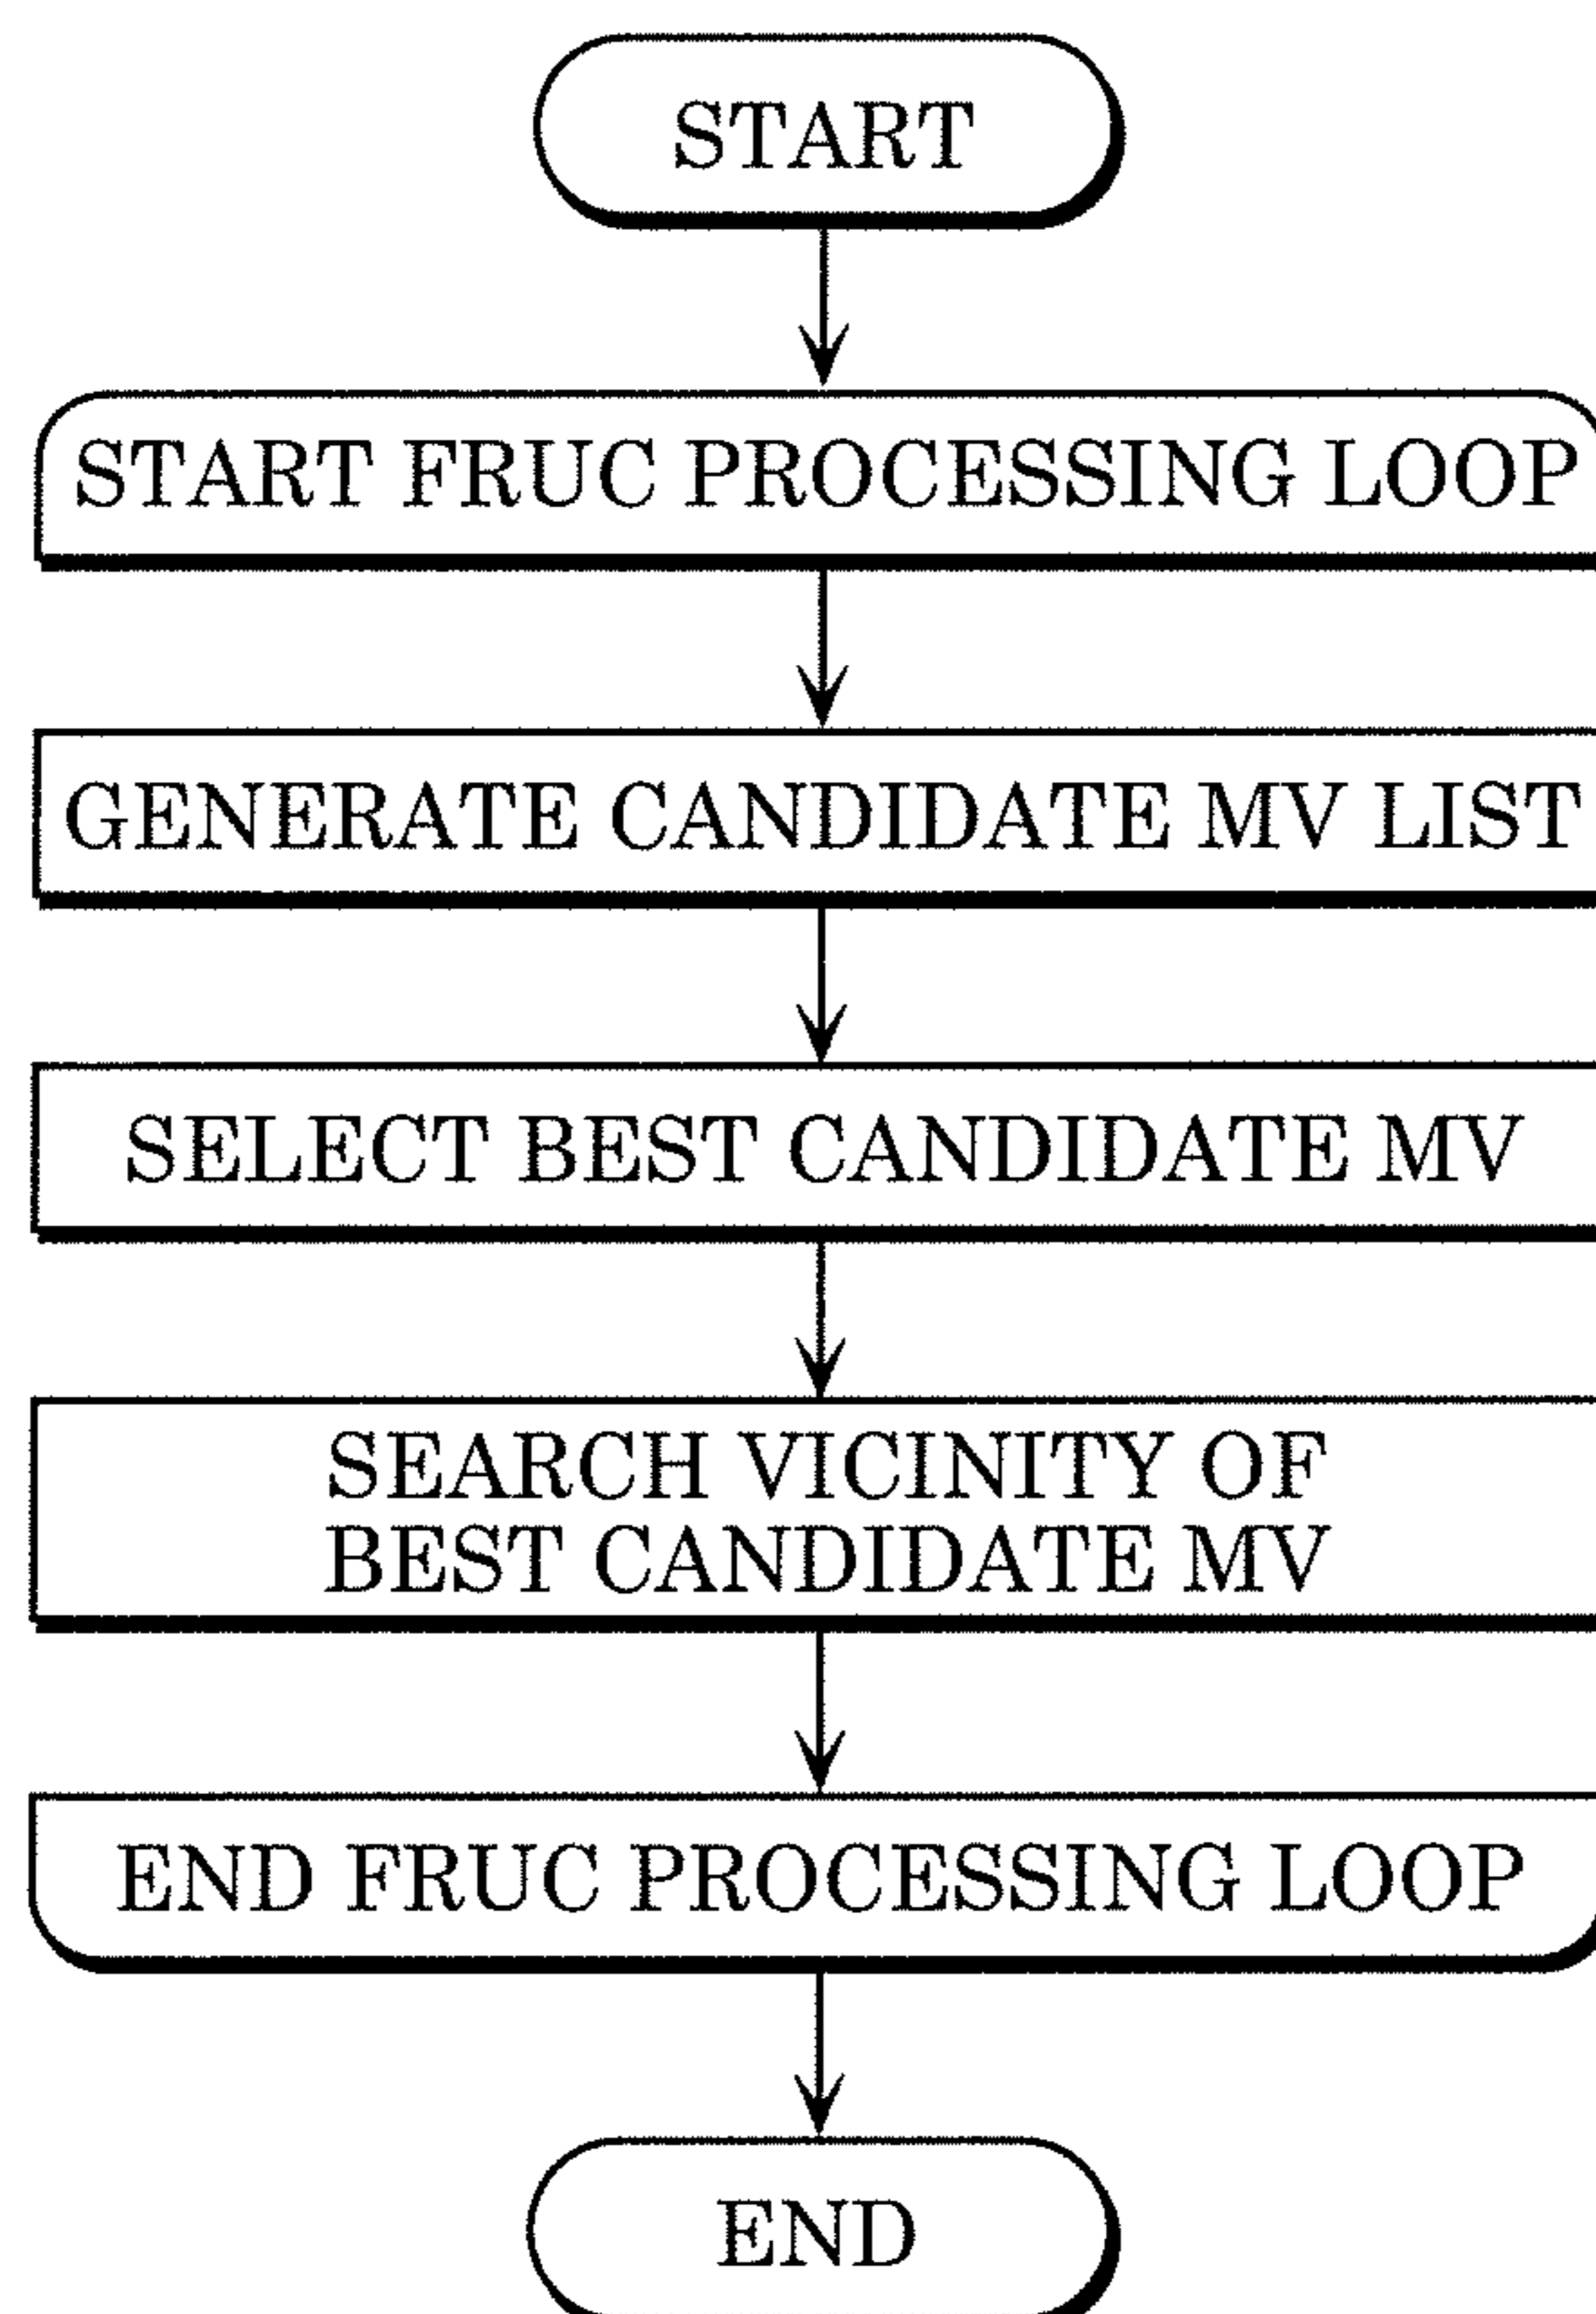 START
START FRUC PROCESSING LOOP
GENERATE CANDIDATE MV LIST
SELECT BEST CANDIDATE MV
SEARCH VICINITY OF
BEST CANDIDATE MV
END FRUC PROCESSING LOOP
END